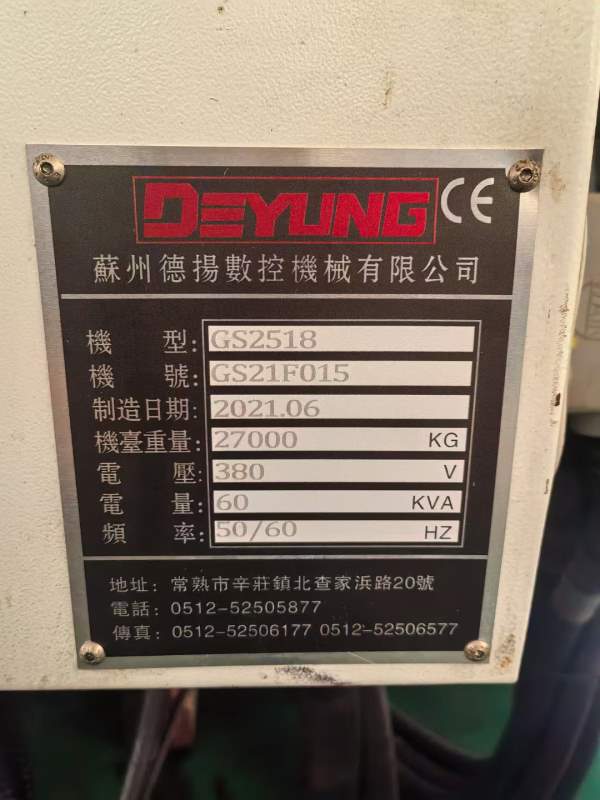 DEYUNG CE
蘇州德揚數控機械有限公司
機 型: GS2518
機 號: GS21F015
制造日期: 2021.06
機臺重量: 27000 KG
電 壓: 380 V
電 量: 60 KVA
頻 率: 50/60 HZ
地址: 常熟市辛莊鎮北查家浜路20號
電話: 0512-52505877
傳真: 0512-52506177 0512-52506577